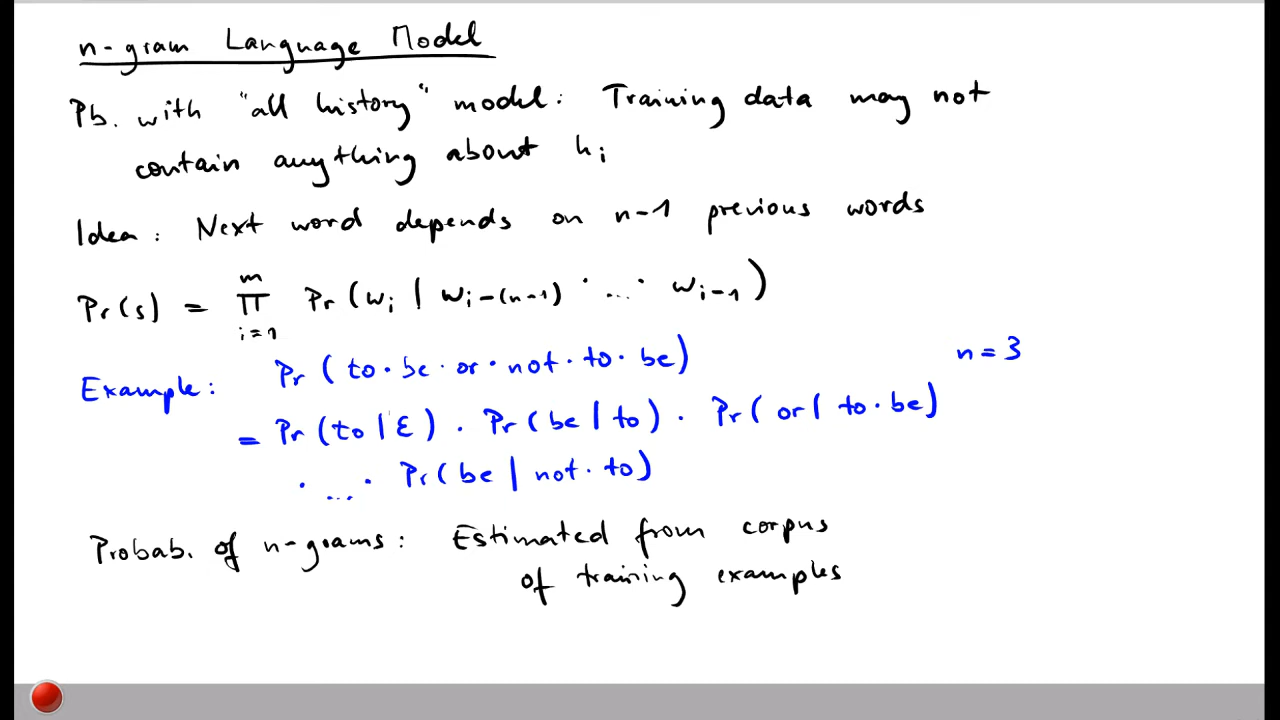 n-gram Language Model
Pb. with "all history" model: Training data may not
contain anything about hᵢ
Idea: Next word depends on n-1 previous words
Pr(s) = ∏ᵢ₌₁ᵐ Pr(wᵢ | wᵢ₋₍ₙ₋₁₎ · ... · wᵢ₋₁)
Example: Pr(to·be·or·not·to·be) n=3
= Pr(to|ε) · Pr(be|to) · Pr(or|to·be)
· ... · Pr(be|not·to)
Probab. of n-grams: Estimated from corpus
of training examples